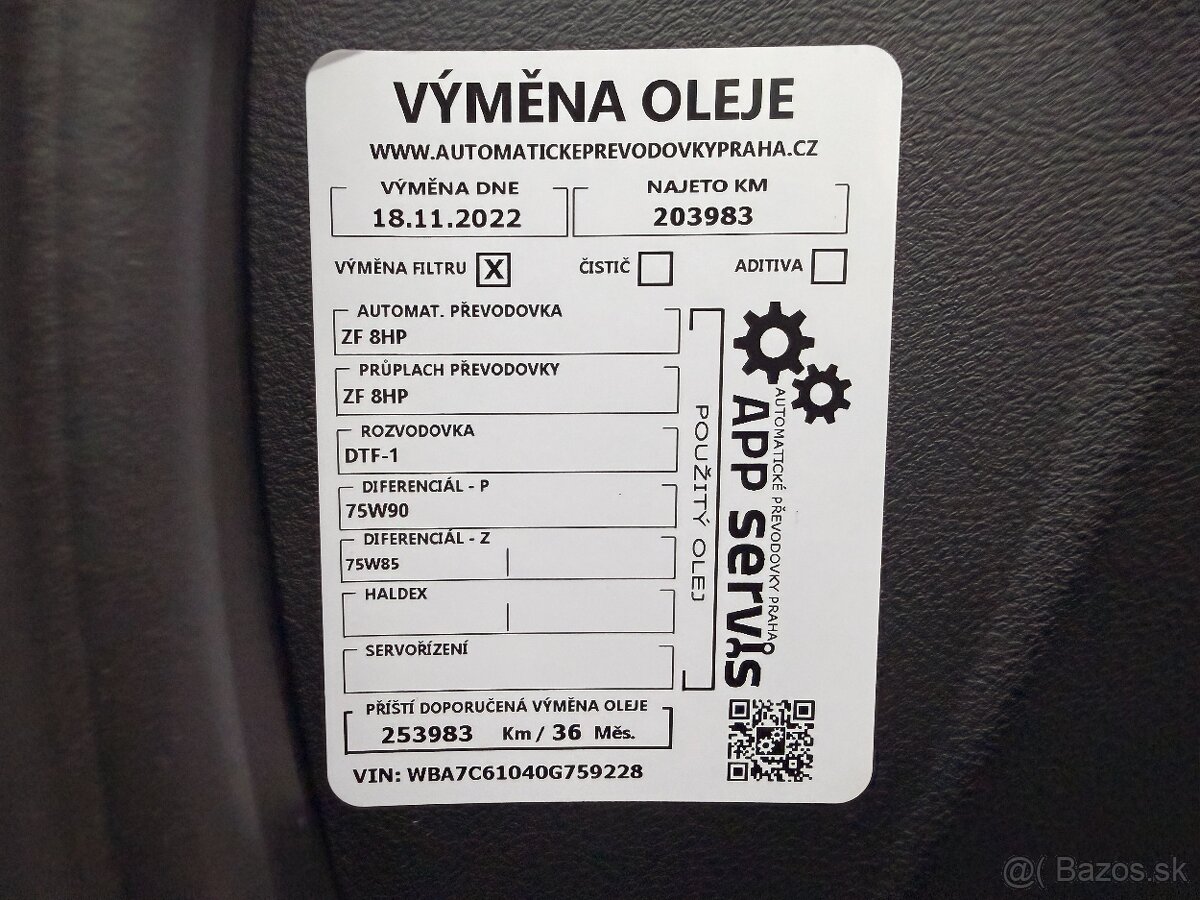 VÝMĚNA OLEJE
WWW.AUTOMATICKEPREVODOVKYPRAHA.CZ
VÝMĚNA DNE
18.11.2022
NAJETO KM
203983
VÝMĚNA FILTRU X
ČISTIČ
ADITIVA
AUTOMAT. PŘEVODOVKA
ZF 8HP
PRŮPLACH PŘEVODOVKY
ZF 8HP
ROZVODOVKA
DTF-1
DIFERENCIÁL - P
75W90
DIFERENCIÁL - Z
75W85
HALDEX
SERVOŘÍZENÍ
POUŽITÝ OLEJ
APP servis
AUTOMATICKÉ PŘEVODOVKY PRAHA
PŘÍŠTÍ DOPORUČENÁ VÝMĚNA OLEJE
253983 Km / 36 Měs.
VIN: WBA7C61040G759228
@( Bazos.sk